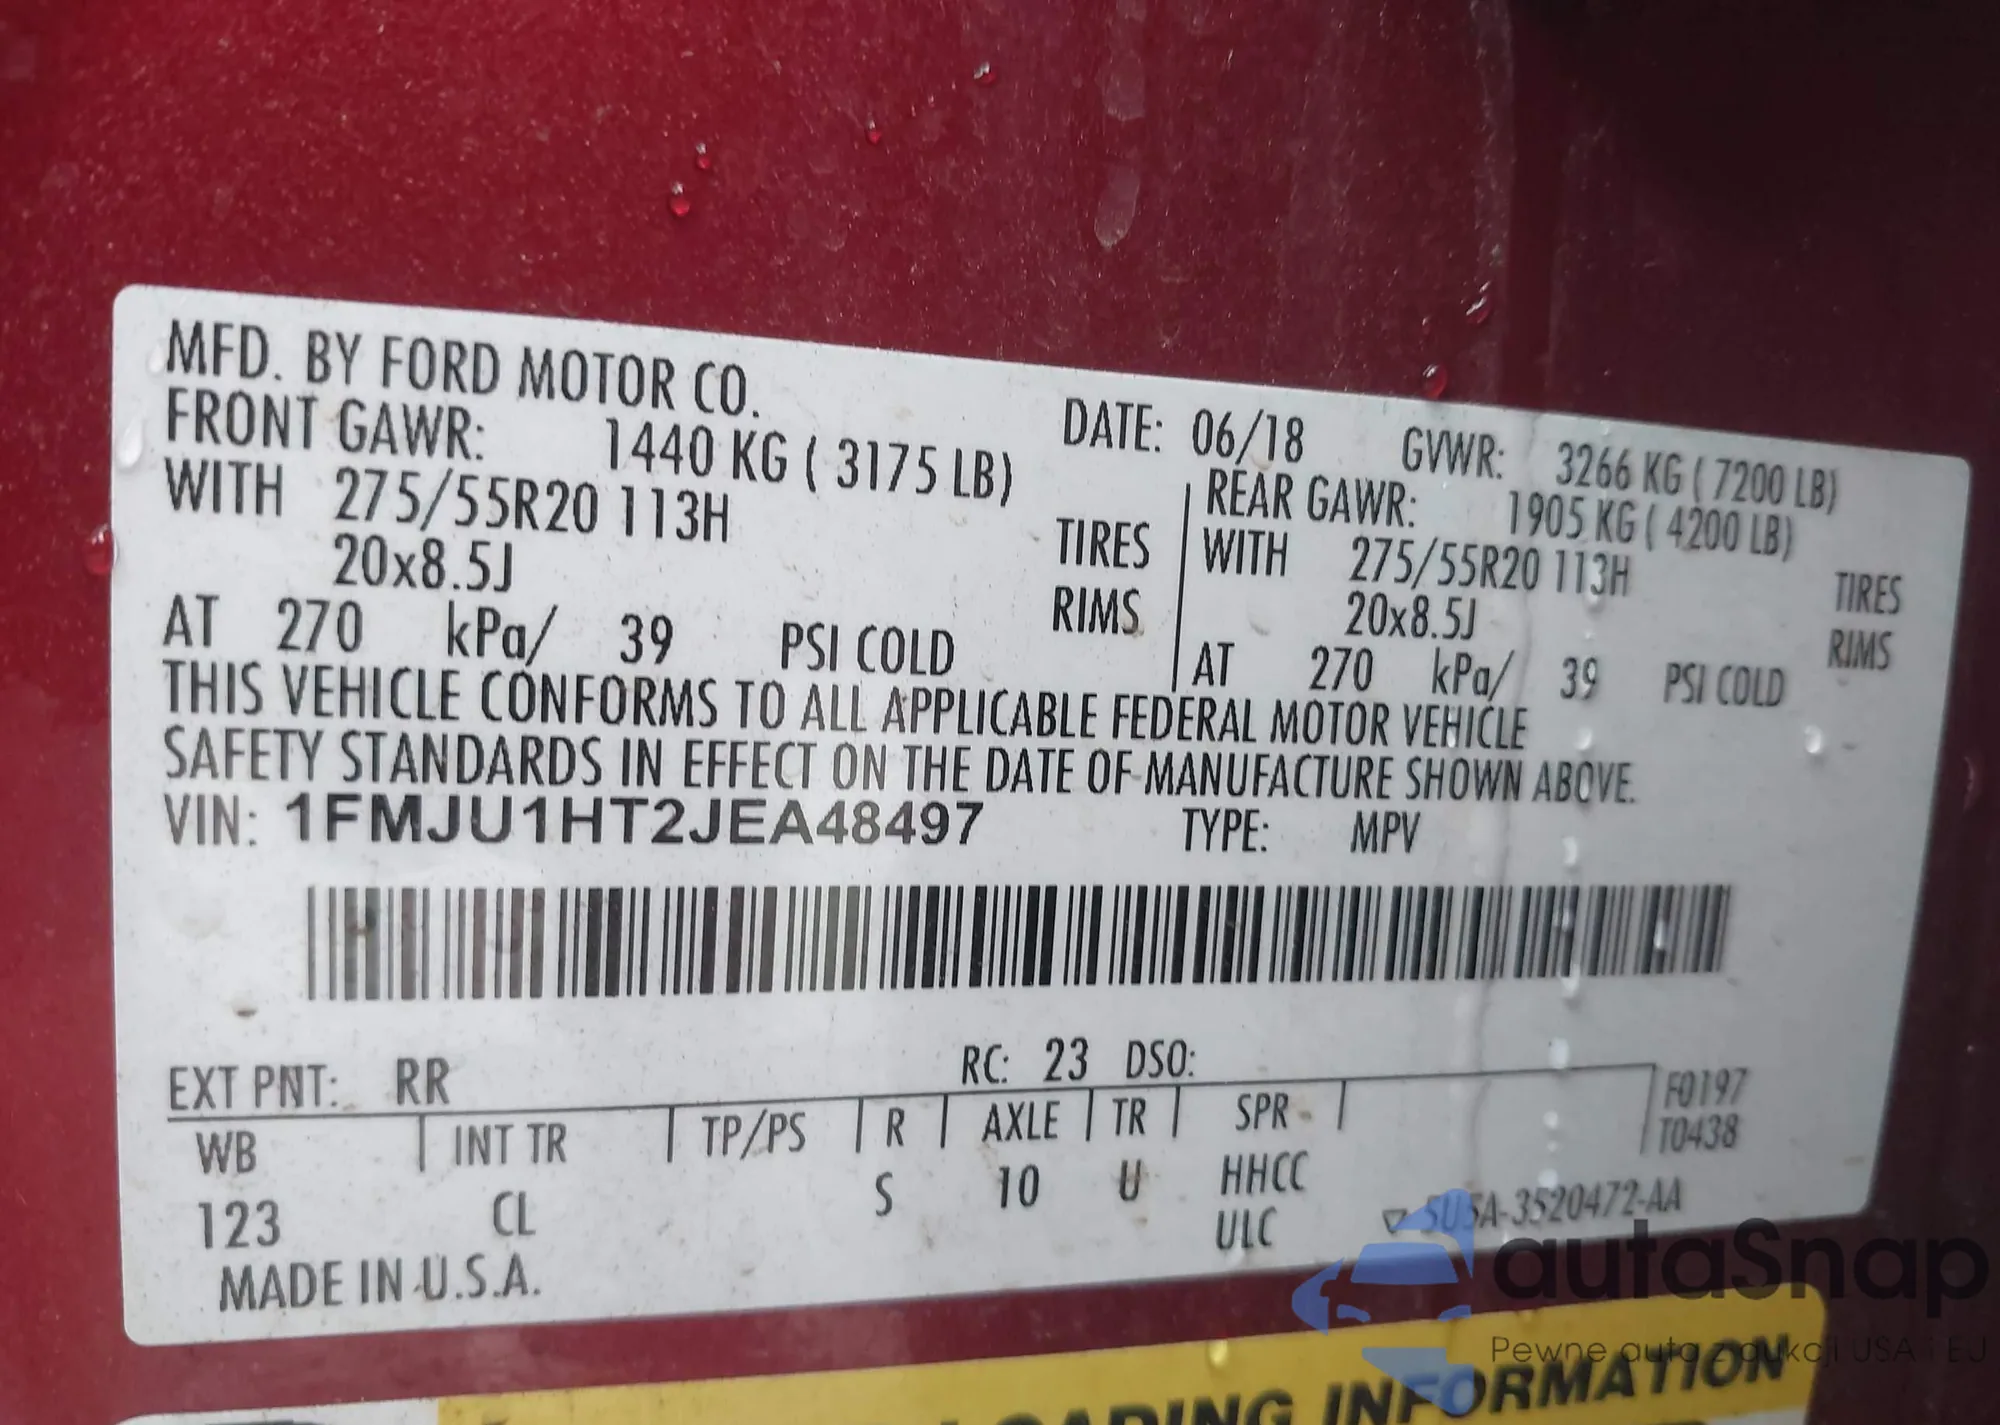 MFD. BY FORD MOTOR CO.
DATE: 06/18 GVWR: 3266 KG ( 7200 LB)
FRONT GAWR: 1440 KG ( 3175 LB)
WITH 275/55R20 113H TIRES
20x8.5J RIMS
AT 270 kPa/ 39 PSI COLD
REAR GAWR: 1905 KG ( 4200 LB)
WITH 275/55R20 113H TIRES
20x8.5J RIMS
AT 270 kPa/ 39 PSI COLD
THIS VEHICLE CONFORMS TO ALL APPLICABLE FEDERAL MOTOR VEHICLE
SAFETY STANDARDS IN EFFECT ON THE DATE OF MANUFACTURE SHOWN ABOVE.
VIN: 1FMJU1HT2JEA48497 TYPE: MPV
EXT PNT: RR RC: 23 DSO:
WB INT TR TP/PS R AXLE TR SPR F0197
T0438
123 CL S 10 U HHCC
ULC 5U5A-3520472-AA
MADE IN U.S.A.
autaSnap
Pewne auta z aukcji USA i EU
INFORMATION